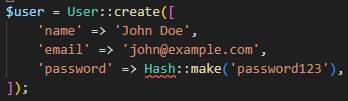 $user = User::create([
    'name' => 'John Doe',
    'email' => 'john@example.com',
    'password' => Hash::make('password123'),
]);